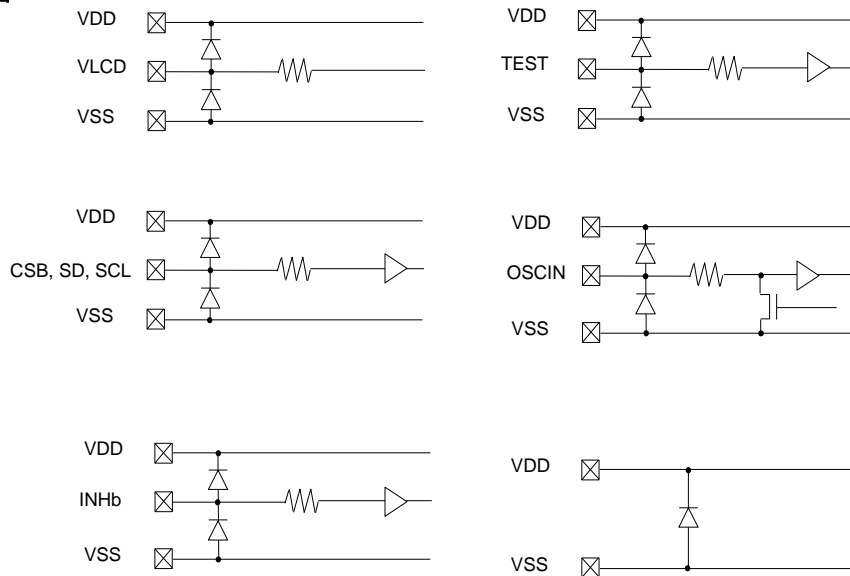 VDD
VLCD
VSS
VDD
TEST
VSS
VDD
CSB, SD, SCL
VSS
VDD
OSCIN
VSS
VDD
INHb
VSS
VDD
VSS